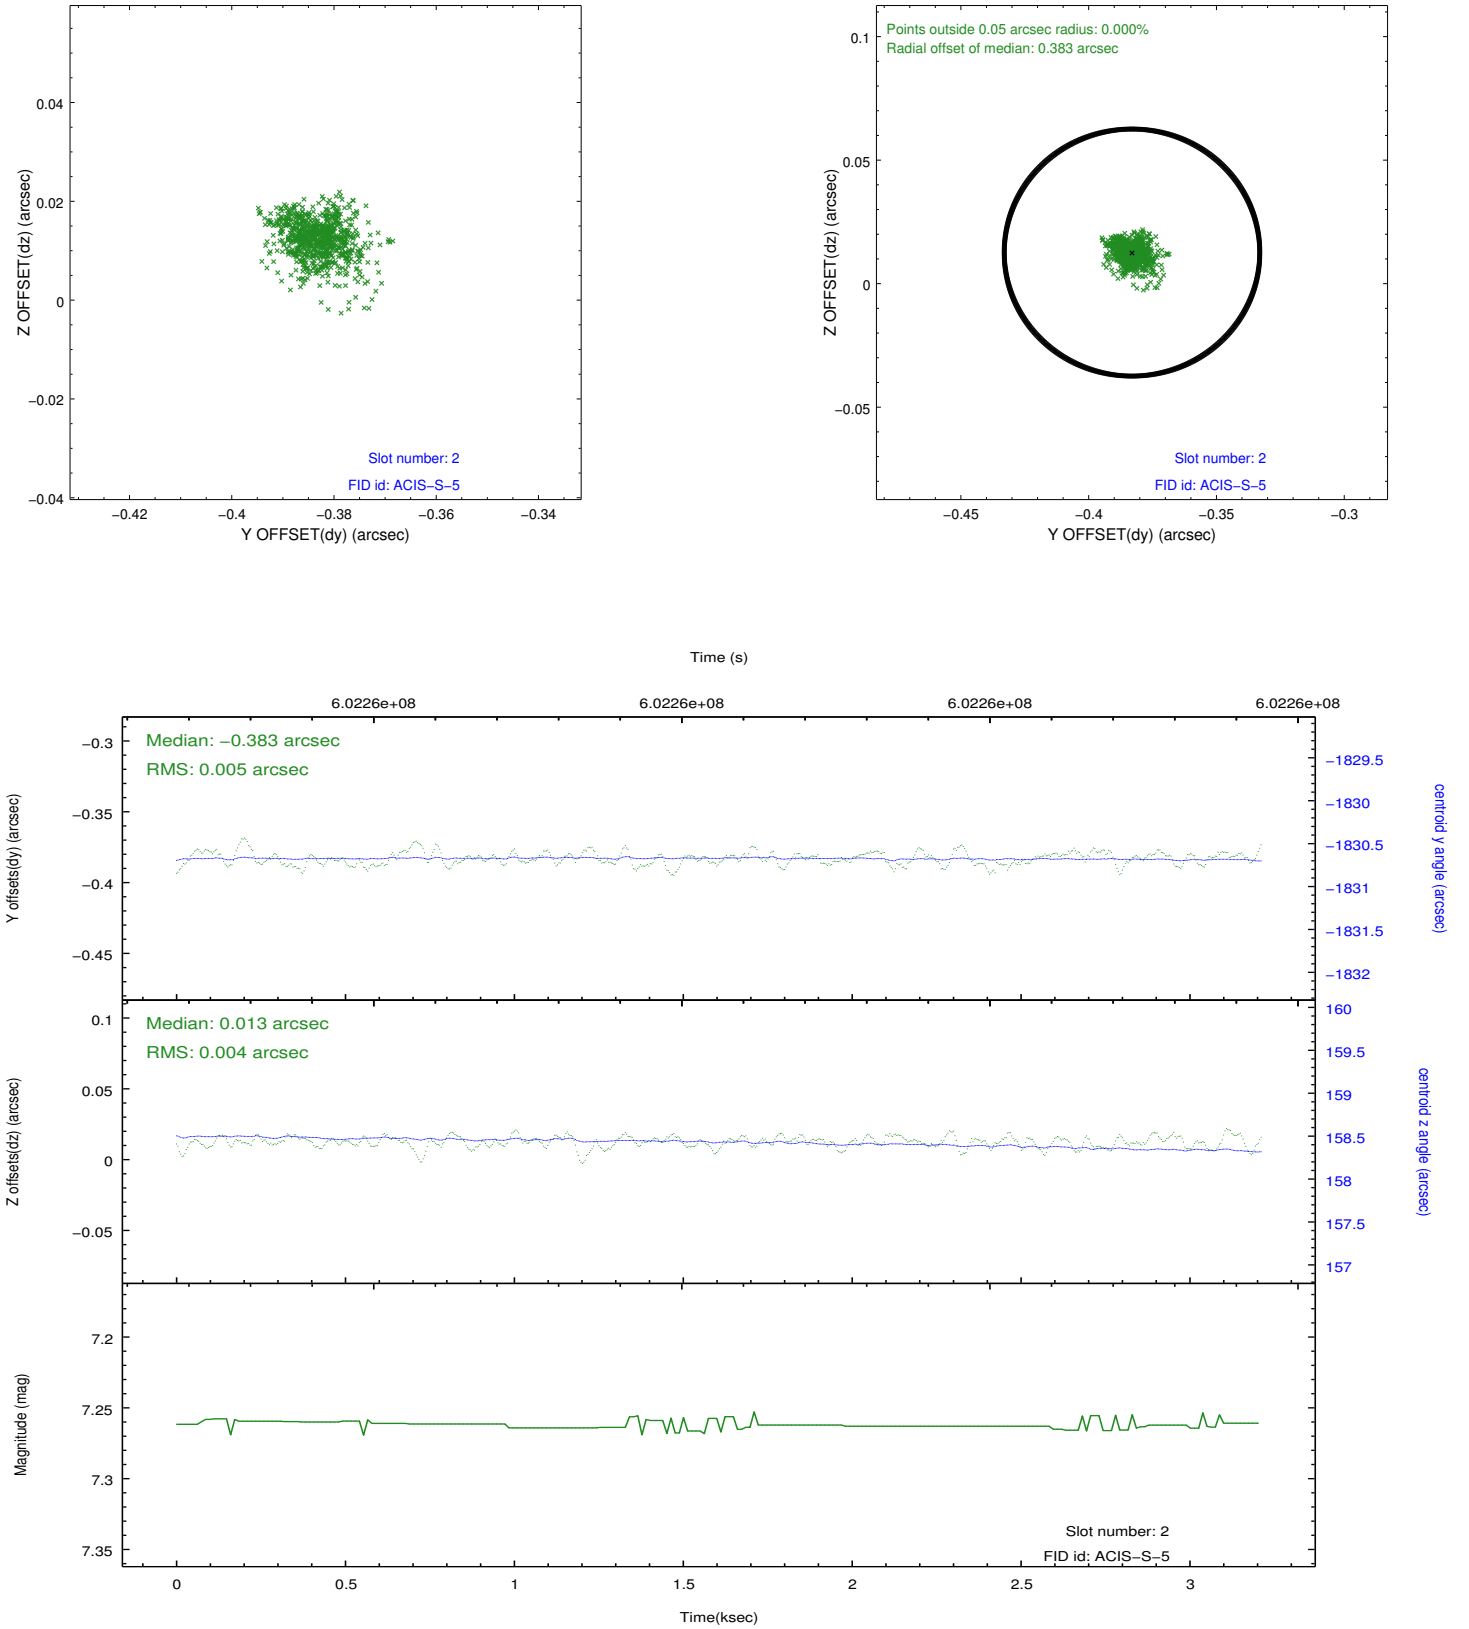 0.04
0.02
0
−0.02
−0.04
Z OFFSET(dz) (arcsec)
Slot number: 2
FID id: ACIS−S−5
−0.42
−0.4
−0.38
−0.36
−0.34
Y OFFSET(dy) (arcsec)
Points outside 0.05 arcsec radius: 0.000%
Radial offset of median: 0.383 arcsec
0.1
0.05
0
−0.05
Z OFFSET(dz) (arcsec)
Slot number: 2
FID id: ACIS−S−5
−0.45
−0.4
−0.35
−0.3
Y OFFSET(dy) (arcsec)
Time (s)
6.0226e+08
6.0226e+08
6.0226e+08
6.0226e+08
Median: −0.383 arcsec
RMS: 0.005 arcsec
−0.3
−0.35
−0.4
−0.45
Y offsets(dy) (arcsec)
−1829.5
−1830
−1830.5
−1831
−1831.5
−1832
centroid y angle (arcsec)
Median: 0.013 arcsec
RMS: 0.004 arcsec
0.1
0.05
0
−0.05
Z offsets(dz) (arcsec)
160
159.5
159
158.5
158
157.5
157
centroid z angle (arcsec)
7.2
7.25
7.3
7.35
Magnitude (mag)
Slot number: 2
FID id: ACIS−S−5
0
0.5
1
1.5
2
2.5
3
Time(ksec)